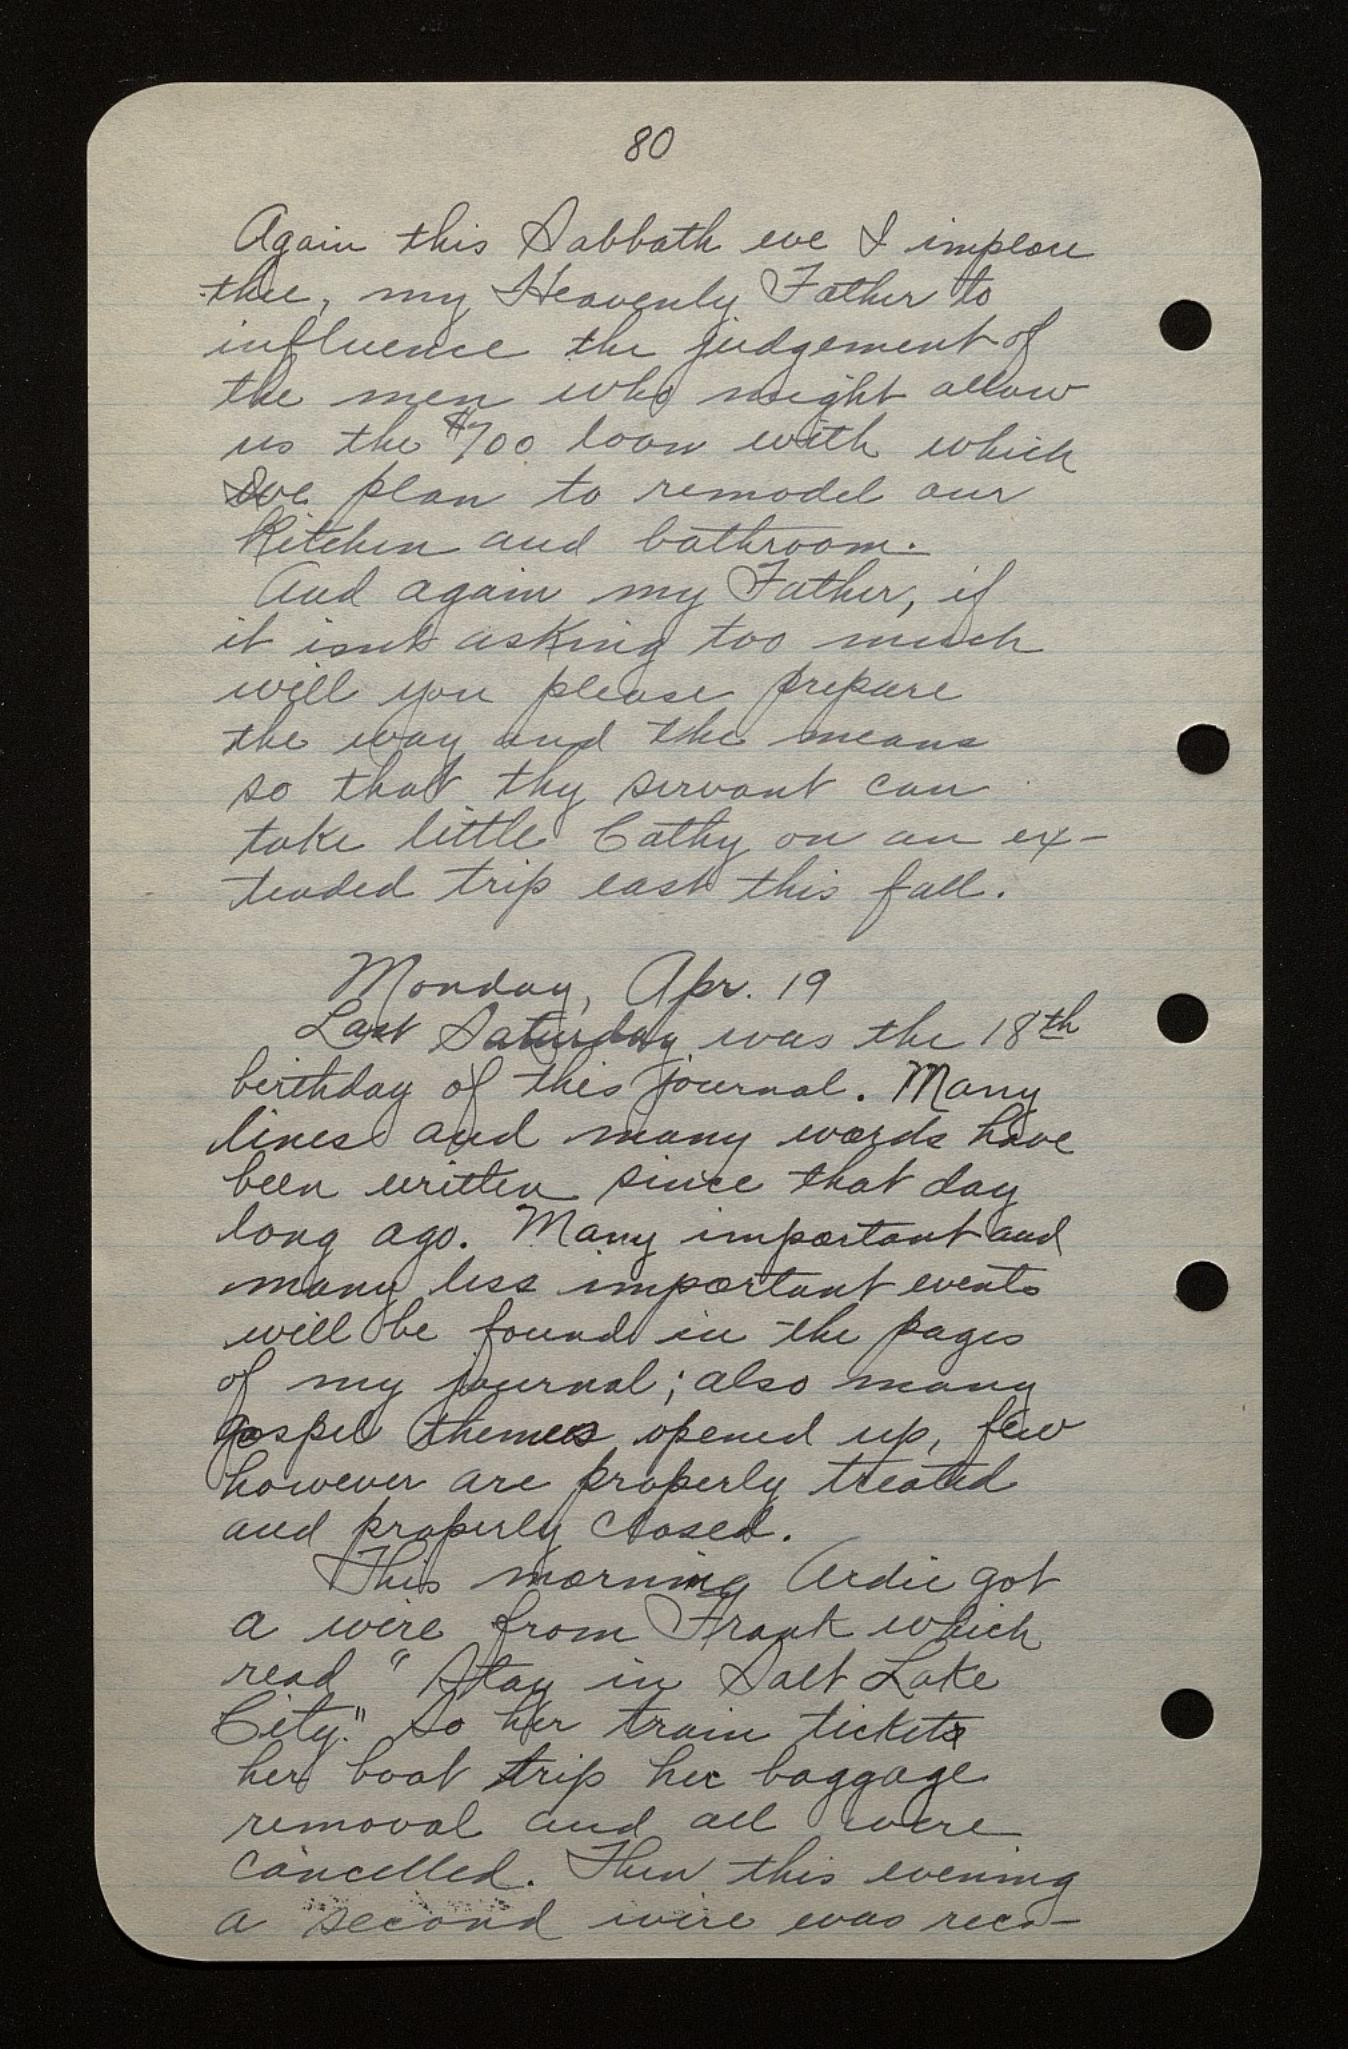 80
Again this Sabbath eve I implore
thee, my Heavenly Father to
influence the judgement of
the men who might allow
us the $700 loan with which
we plan to remodel our
kitchen and bathroom.
And again my Father, if
it isnt asking too much
will you please prepare
the way and the means
so that thy servant can
take little Cathy on an ex-
tended trip east this fall.
Monday, Apr. 19
Last Saturday was the 18th
birthday of this journal. Many
lines and many words have
been written since that day
long ago. Many important and
many less important events
will be found in the pages
of my journal; also many
gospel themes opened up, few
however are properly treated
and properly closed.
This morning Ardie got
a wire from Frank which
read "Stay in Salt Lake
City." So her train tickets
her boat trip her baggage
removal and all were
cancelled. Then this evening
a second wire was rece-